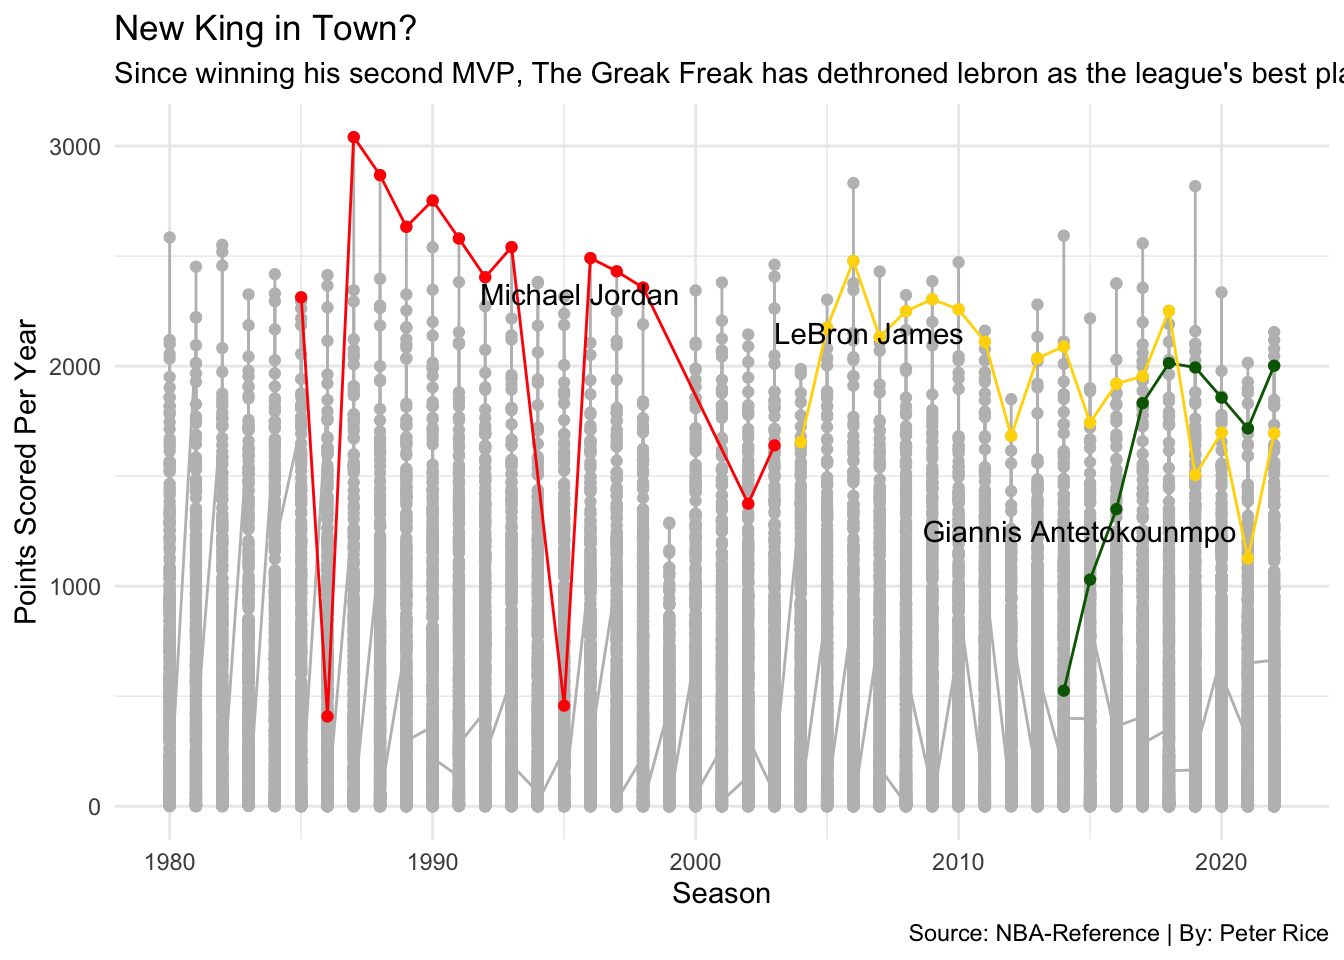 New King in Town?
Since winning his second MVP, The Greak Freak has dethroned lebron as the league's best pla
3000
2000
1000
0
Points Scored Per Year
Michael Jordan
LeBron James
Giannis Antetokounmpo
1980 1990 2000 2010 2020
Season
Source: NBA-Reference | By: Peter Rice